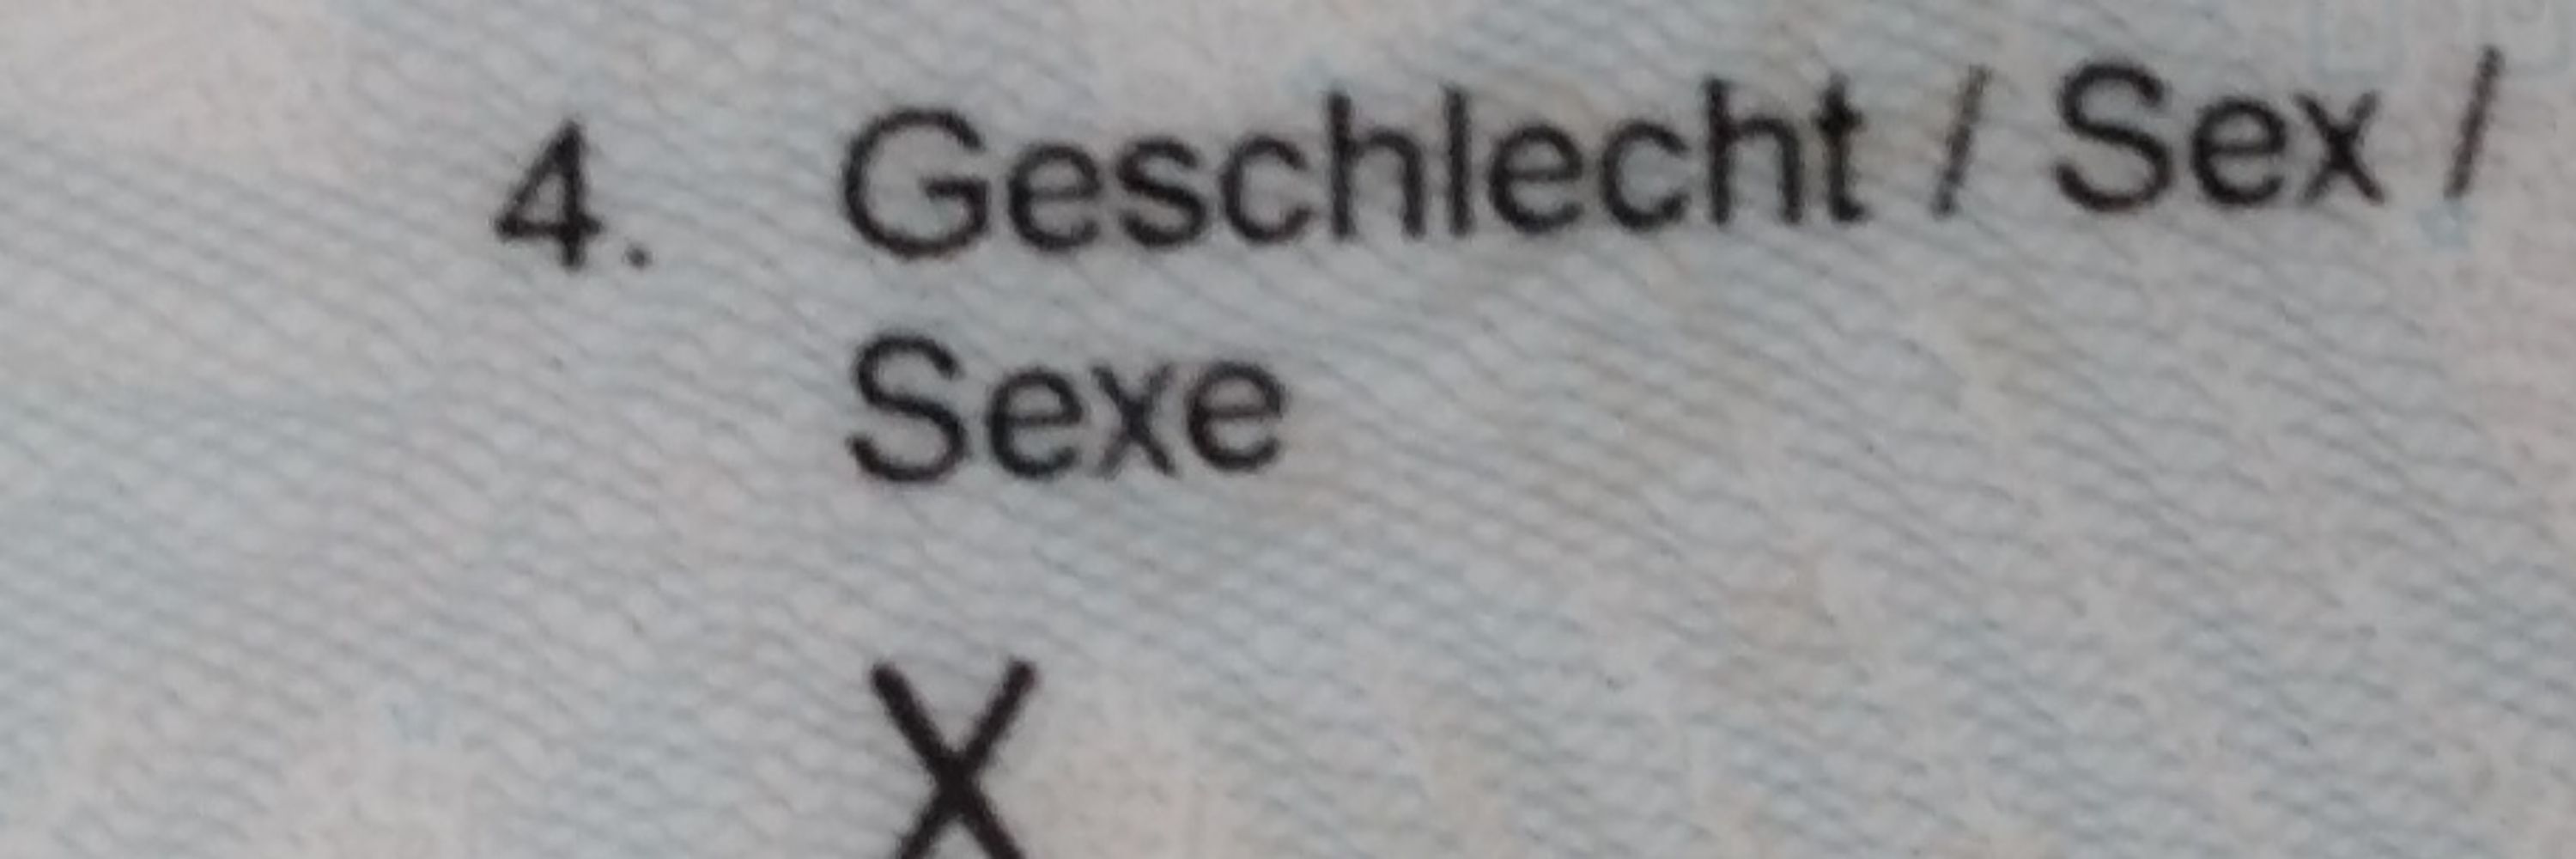 4. Geschlecht / Sex /
Sexe
X